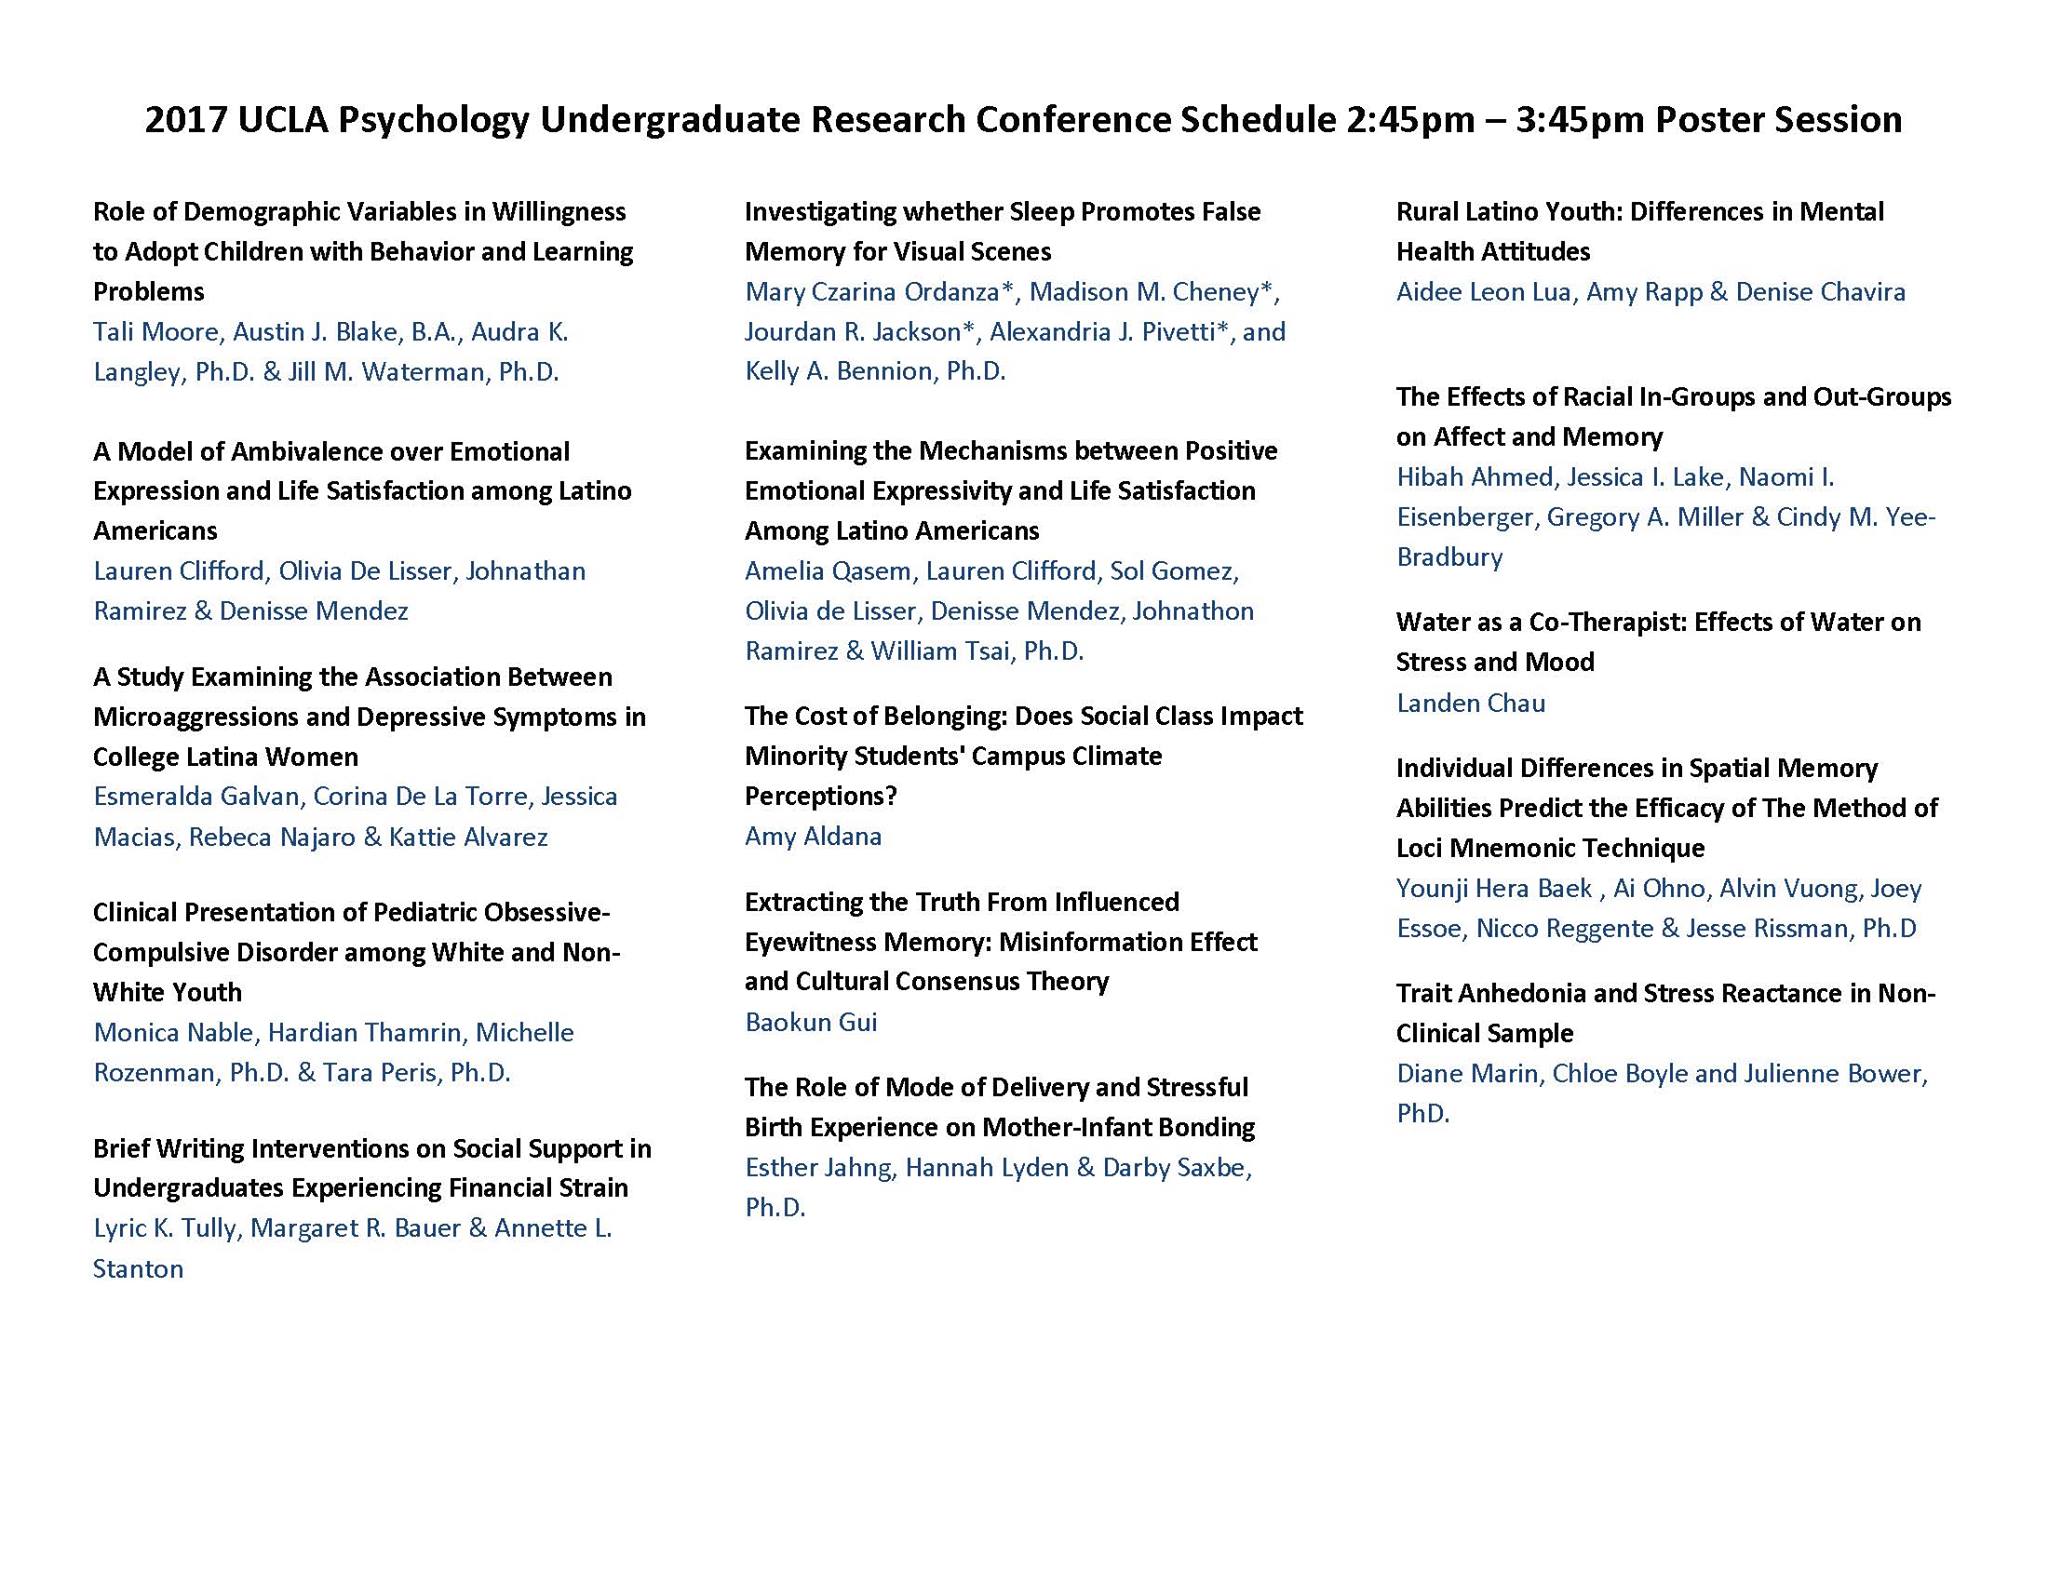 2017 UCLA Psychology Undergraduate Research Conference Schedule 2:45pm – 3:45pm Poster Session
Role of Demographic Variables in Willingness
to Adopt Children with Behavior and Learning
Problems
Tali Moore, Austin J. Blake, B.A., Audra K.
Langley, Ph.D. & Jill M. Waterman, Ph.D.
A Model of Ambivalence over Emotional
Expression and Life Satisfaction among Latino
Americans
Lauren Clifford, Olivia De Lisser, Johnathan
Ramirez & Denisse Mendez
A Study Examining the Association Between
Microaggressions and Depressive Symptoms in
College Latina Women
Esmeralda Galvan, Corina De La Torre, Jessica
Macias, Rebeca Najaro & Kattie Alvarez
Clinical Presentation of Pediatric Obsessive-
Compulsive Disorder among White and Non-
White Youth
Monica Nable, Hardian Thamrin, Michelle
Rozenman, Ph.D. & Tara Peris, Ph.D.
Brief Writing Interventions on Social Support in
Undergraduates Experiencing Financial Strain
Lyric K. Tully, Margaret R. Bauer & Annette L.
Stanton
Investigating whether Sleep Promotes False
Memory for Visual Scenes
Mary Czarina Ordanza*, Madison M. Cheney*,
Jourdan R. Jackson*, Alexandria J. Pivetti*, and
Kelly A. Bennion, Ph.D.
Examining the Mechanisms between Positive
Emotional Expressivity and Life Satisfaction
Among Latino Americans
Amelia Qasem, Lauren Clifford, Sol Gomez,
Olivia de Lisser, Denisse Mendez, Johnathon
Ramirez & William Tsai, Ph.D.
The Cost of Belonging: Does Social Class Impact
Minority Students' Campus Climate
Perceptions?
Amy Aldana
Extracting the Truth From Influenced
Eyewitness Memory: Misinformation Effect
and Cultural Consensus Theory
Baokun Gui
The Role of Mode of Delivery and Stressful
Birth Experience on Mother-Infant Bonding
Esther Jahng, Hannah Lyden & Darby Saxbe,
Ph.D.
Rural Latino Youth: Differences in Mental
Health Attitudes
Aidee Leon Lua, Amy Rapp & Denise Chavira
The Effects of Racial In-Groups and Out-Groups
on Affect and Memory
Hibah Ahmed, Jessica I. Lake, Naomi I.
Eisenberger, Gregory A. Miller & Cindy M. Yee-
Bradbury
Water as a Co-Therapist: Effects of Water on
Stress and Mood
Landen Chau
Individual Differences in Spatial Memory
Abilities Predict the Efficacy of The Method of
Loci Mnemonic Technique
Younji Hera Baek , Ai Ohno, Alvin Vuong, Joey
Essoe, Nicco Reggente & Jesse Rissman, Ph.D
Trait Anhedonia and Stress Reactance in Non-
Clinical Sample
Diane Marin, Chloe Boyle and Julienne Bower,
PhD.